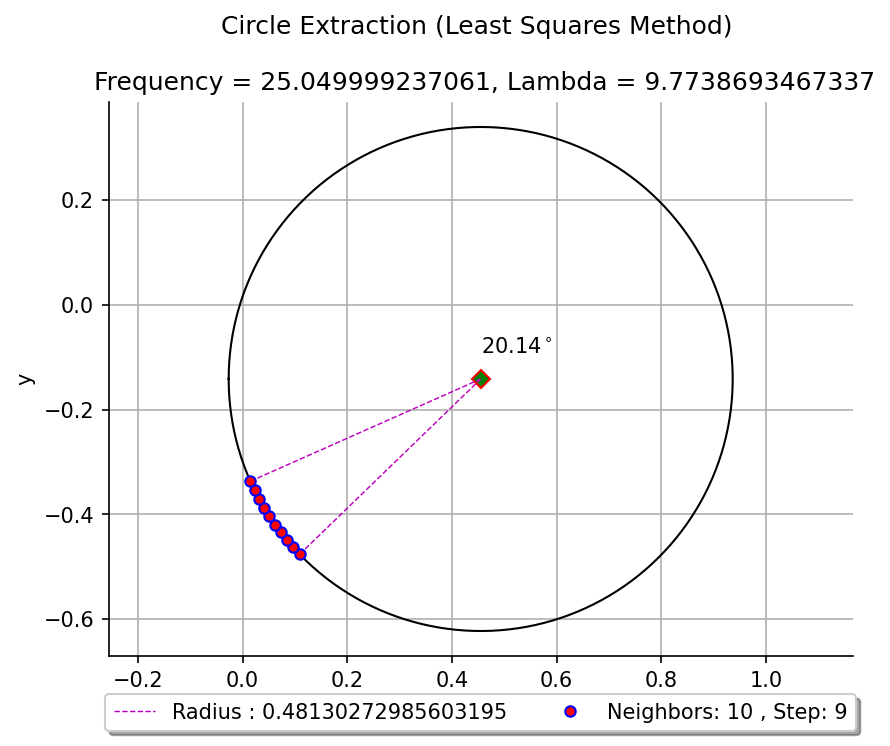 Circle Extraction (Least Squares Method)
Frequency = 25.049999237061, Lambda = 9.7738693467337
0.2
0.0
−0.2
−0.4
−0.6
y
20.14°
−0.2 0.0 0.2 0.4 0.6 0.8 1.0
Radius : 0.48130272985603195 Neighbors: 10 , Step: 9